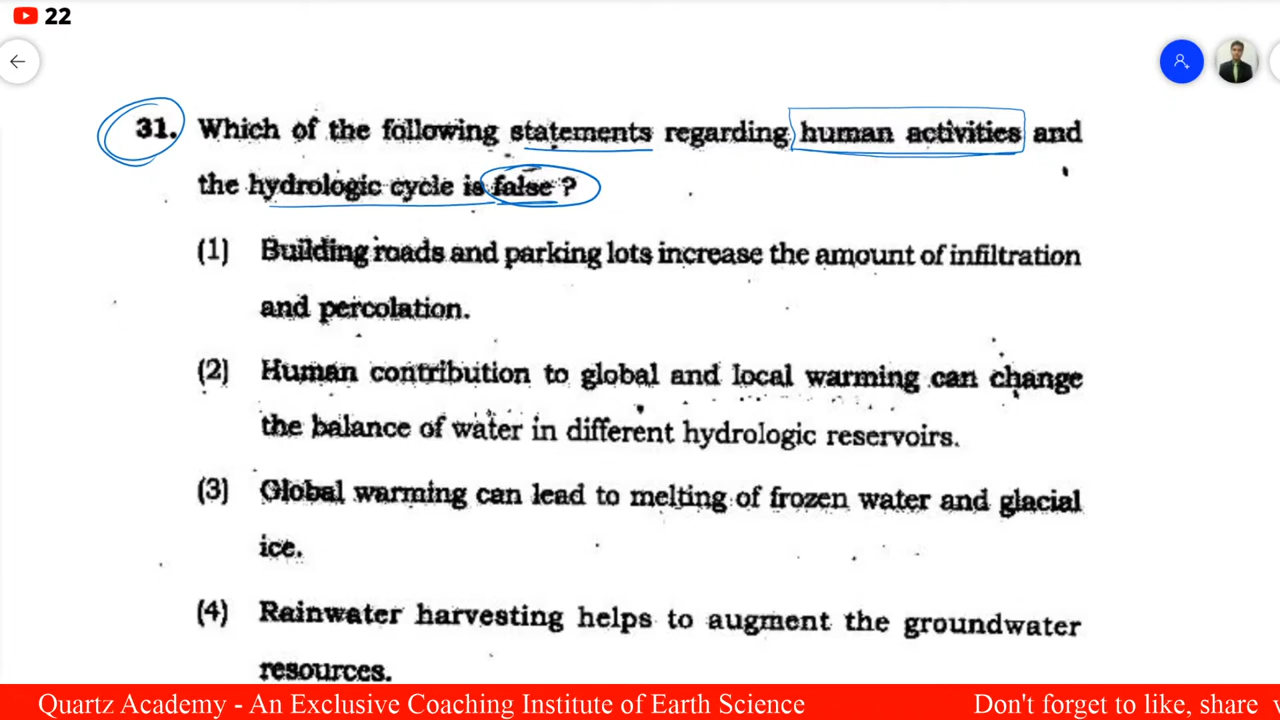 22
31. Which of the following statements regarding human activities and
the hydrologic cycle is false ?
(1) Building roads and parking lots increase the amount of infiltration
and percolation.
(2) Human contribution to global and local warming can change
the balance of water in different hydrologic reservoirs.
(3) Global warming can lead to melting of frozen water and glacial
ice.
(4) Rainwater harvesting helps to augment the groundwater
resources.
Quartz Academy - An Exclusive Coaching Institute of Earth Science Don't forget to like, share